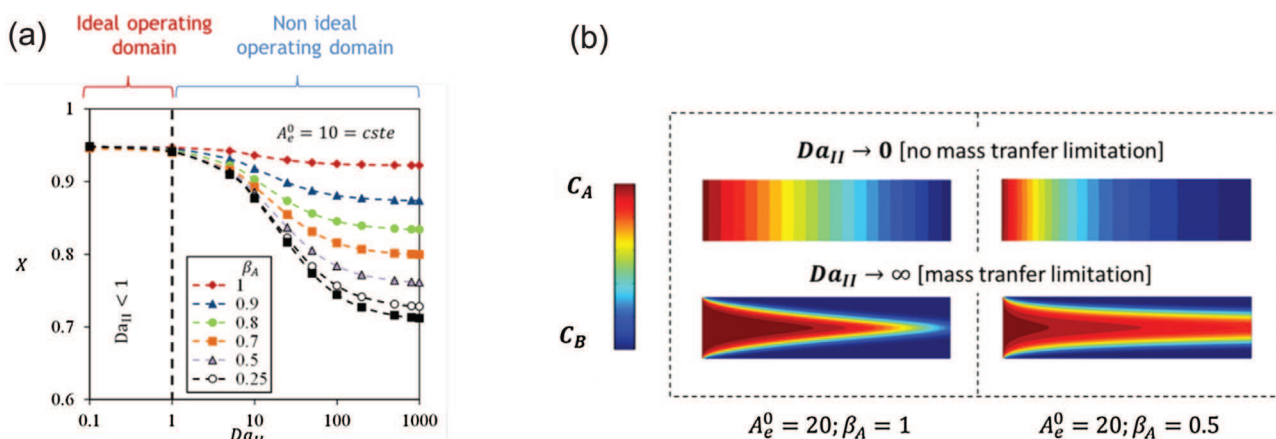 (a)
Ideal operating
domain
Non ideal
operating domain
1
0.9
0.8
0.7
0.6
X
A_e^0 = 10 = cste
Da_II < 1
β_A
1
0.9
0.8
0.7
0.5
0.25
0.1
1
10
100
1000
Da_II
(b)
C_A
C_B
Da_II → 0 [no mass tranfer limitation]
Da_II → ∞ [mass tranfer limitation]
A_e^0 = 20; β_A = 1
A_e^0 = 20; β_A = 0.5